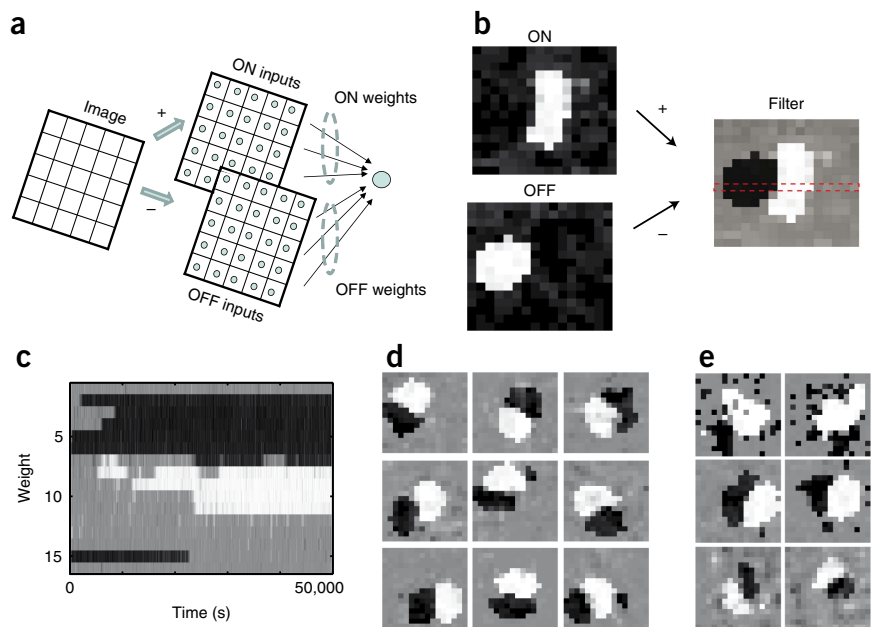 a
Image
+
−
ON inputs
OFF inputs
ON weights
OFF weights
b
ON
OFF
+
−
Filter
c
Weight
5
10
15
0
50,000
Time (s)
d
e